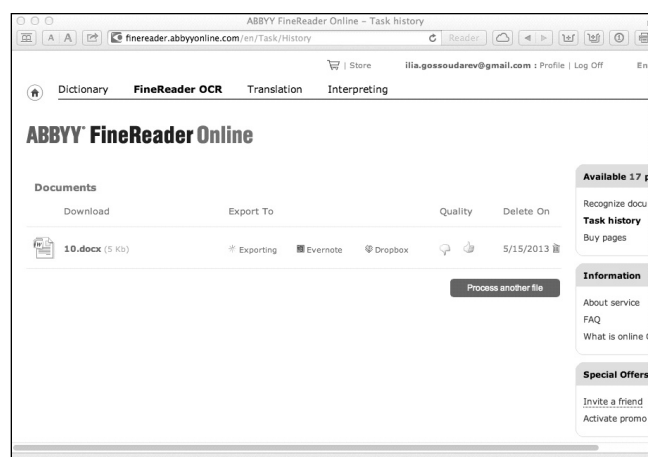 ABBYY FineReader Online – Task history
A A finereader.abbyyonline.com/en/Task/History Reader
Store ilia.gossoudarev@gmail.com : Profile | Log Off En
Dictionary FineReader OCR Translation Interpreting
ABBYY FineReader Online
Available 17 p
Documents
Download Export To Quality Delete On
Recognize docu
Task history
Buy pages
10.docx (5 Kb) Exporting Evernote Dropbox 5/15/2013
Process another file
Information
About service
FAQ
What is online
Special Offers
Invite a friend
Activate promo